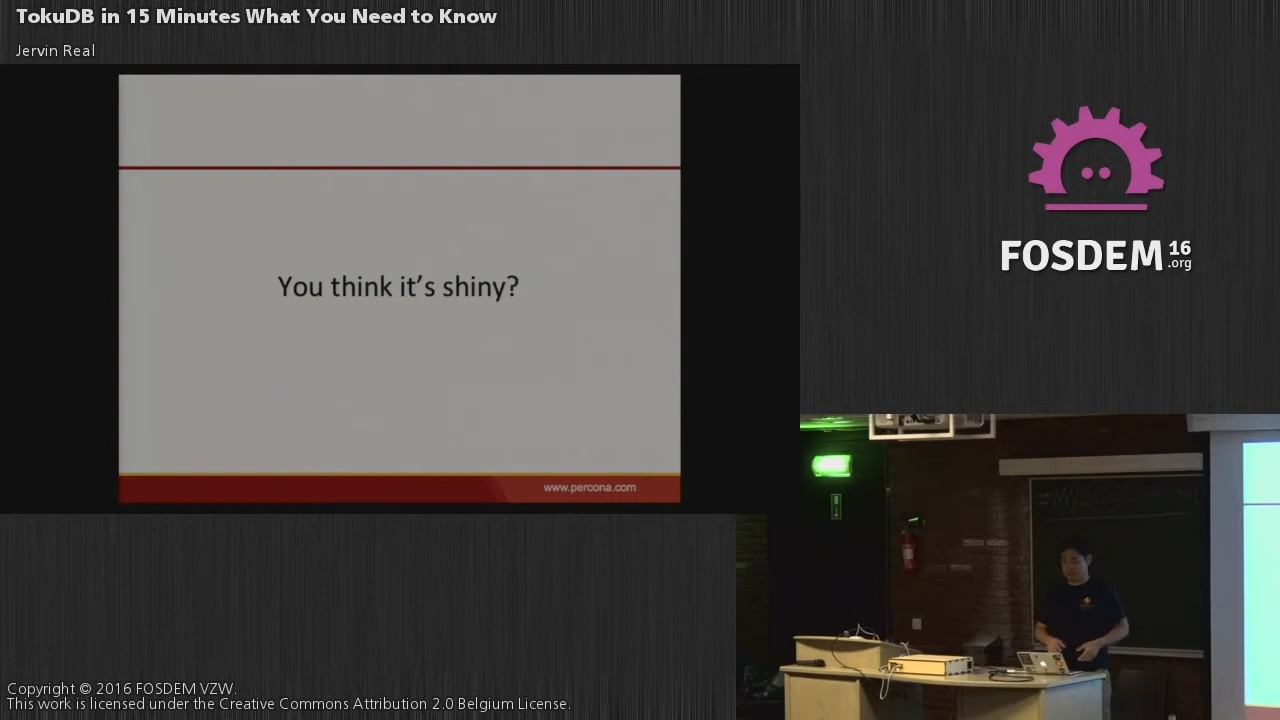 TokuDB in 15 Minutes What You Need to Know
Jervin Real
You think it's shiny?
www.percona.com
FOSDEM 16
.org
Copyright © 2016 FOSDEM VZW.
This work is licensed under the Creative Commons Attribution 2.0 Belgium License.